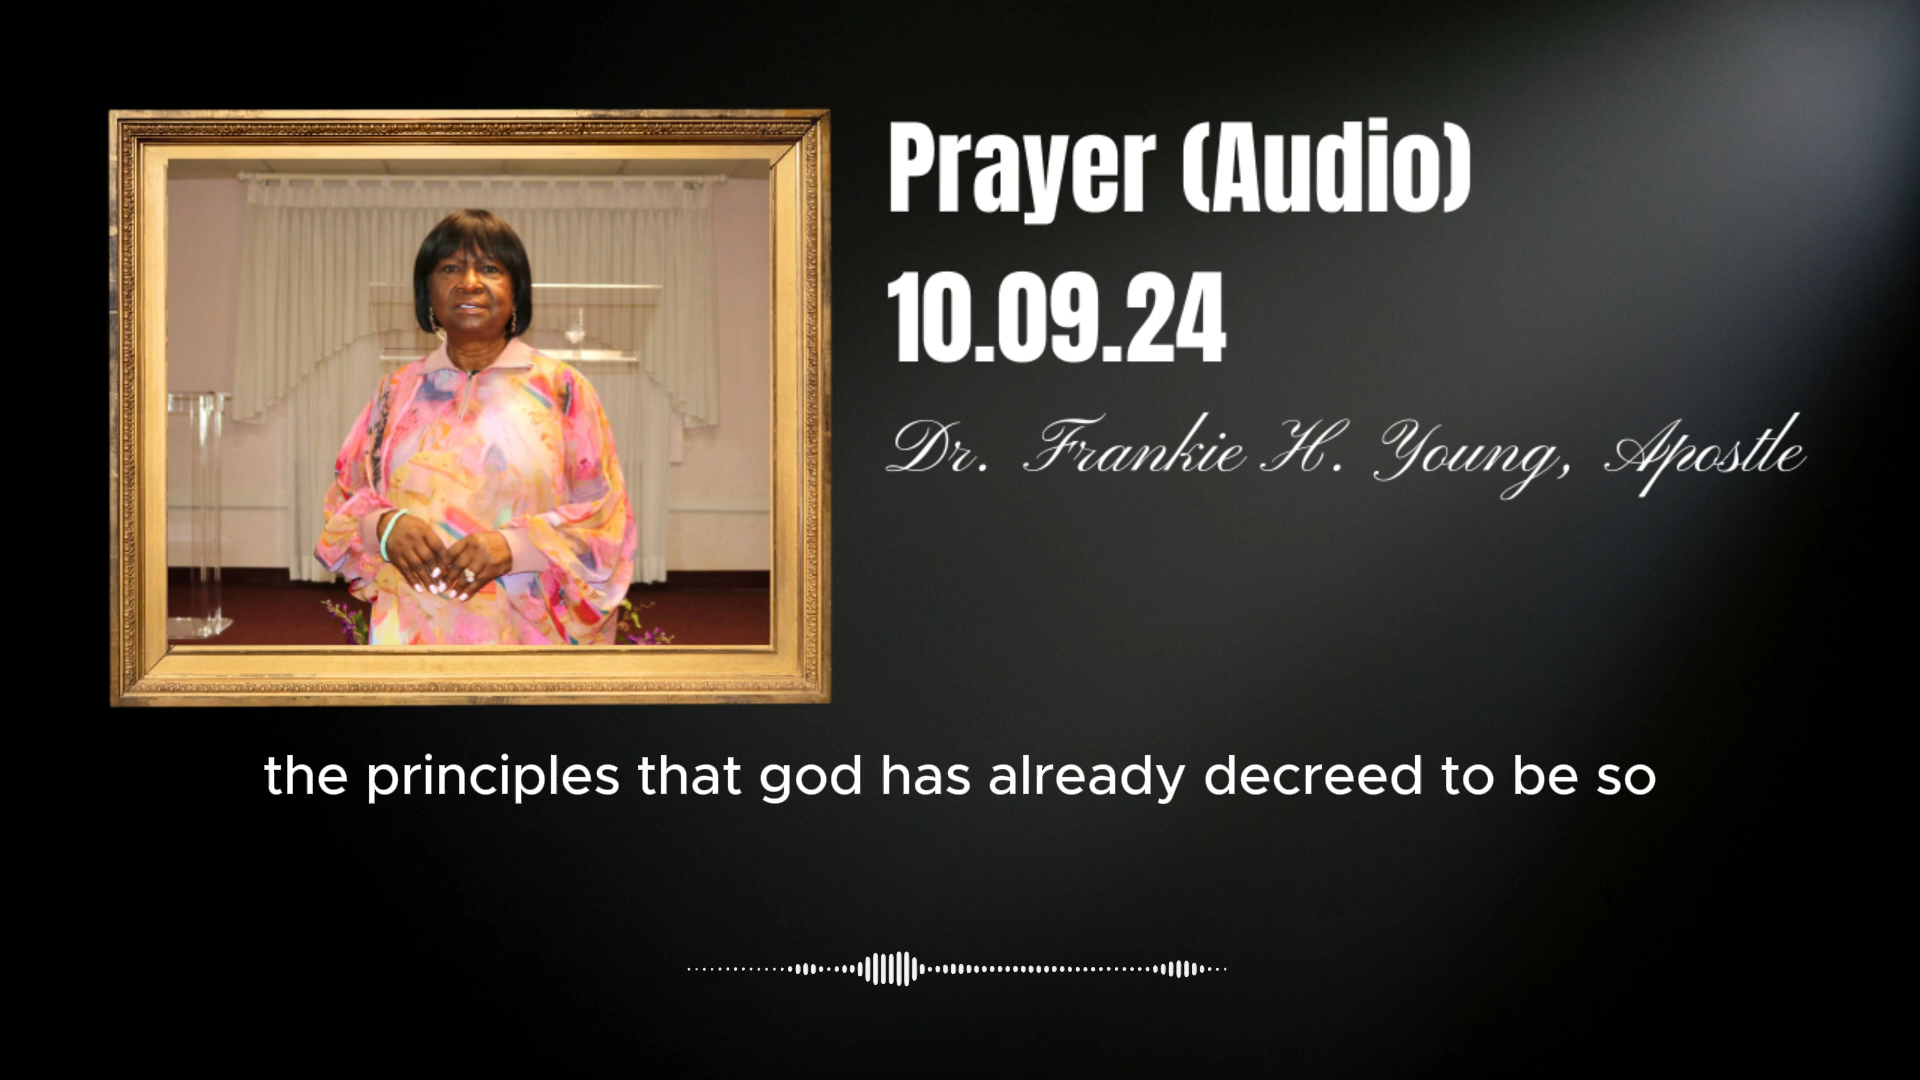 Prayer (Audio)
10.09.24
Dr. Frankie H. Young, Apostle
the principles that god has already decreed to be so